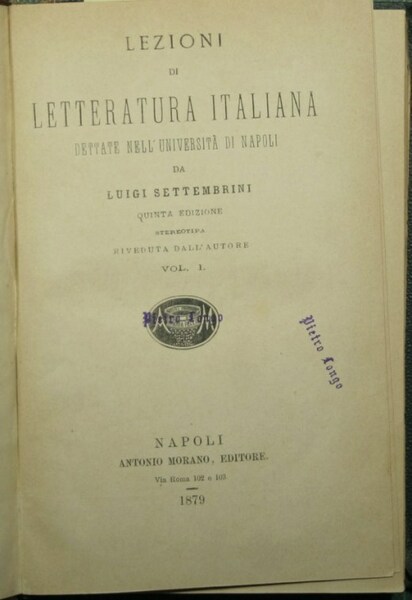 LEZIONI
DI
LETTERATURA ITALIANA
DETTATE NELL'UNIVERSITÀ DI NAPOLI
DA
LUIGI SETTEMBRINI
QUINTA EDIZIONE
STEREOTIPA
RIVEDUTA DALL'AUTORE
VOL. I.
Pietro Longo
Pietro Longo
NAPOLI
ANTONIO MORANO, EDITORE.
Via Roma 102 e 103
1879